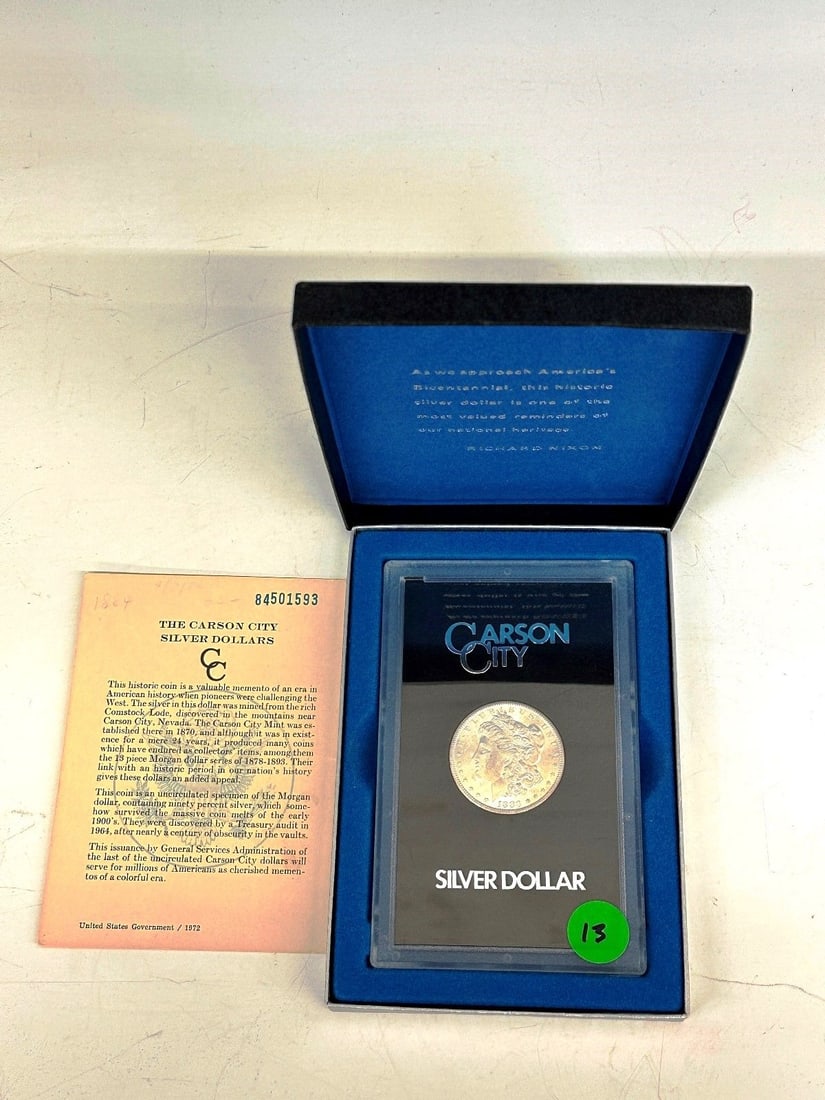 As we approach America's
Bicentennial, this historic
silver dollar is one of the
most valued reminders of
our national heritage.
RICHARD NIXON
84501593
THE CARSON CITY
SILVER DOLLARS
CC
This historic coin is a valuable memento of an era in
American history when pioneers were challenging the
West. The silver in this dollar was mined from the rich
Comstock Lode, discovered in the mountains near
Carson City, Nevada. The Carson City Mint was es-
tablished there in 1870, and although it was in exist-
ence for a mere 24 years, it produced many coins
which have endured as collectors' items, among them
the 13 piece Morgan dollar series of 1878-1893. Their
link with an historic period in our nation's history
gives these dollars an added appeal.
This coin is an uncirculated specimen of the Morgan
dollar, containing ninety percent silver, which some-
how survived the massive coin melts of the early
1900's. They were discovered by a Treasury audit in
1964, after nearly a century of obscurity in the vaults.
This issuance by General Services Administration of
the last of the uncirculated Carson City dollars will
serve for millions of Americans as cherished memen-
tos of a colorful era.
United States Government / 1972
CARSON
CITY
SILVER DOLLAR
13